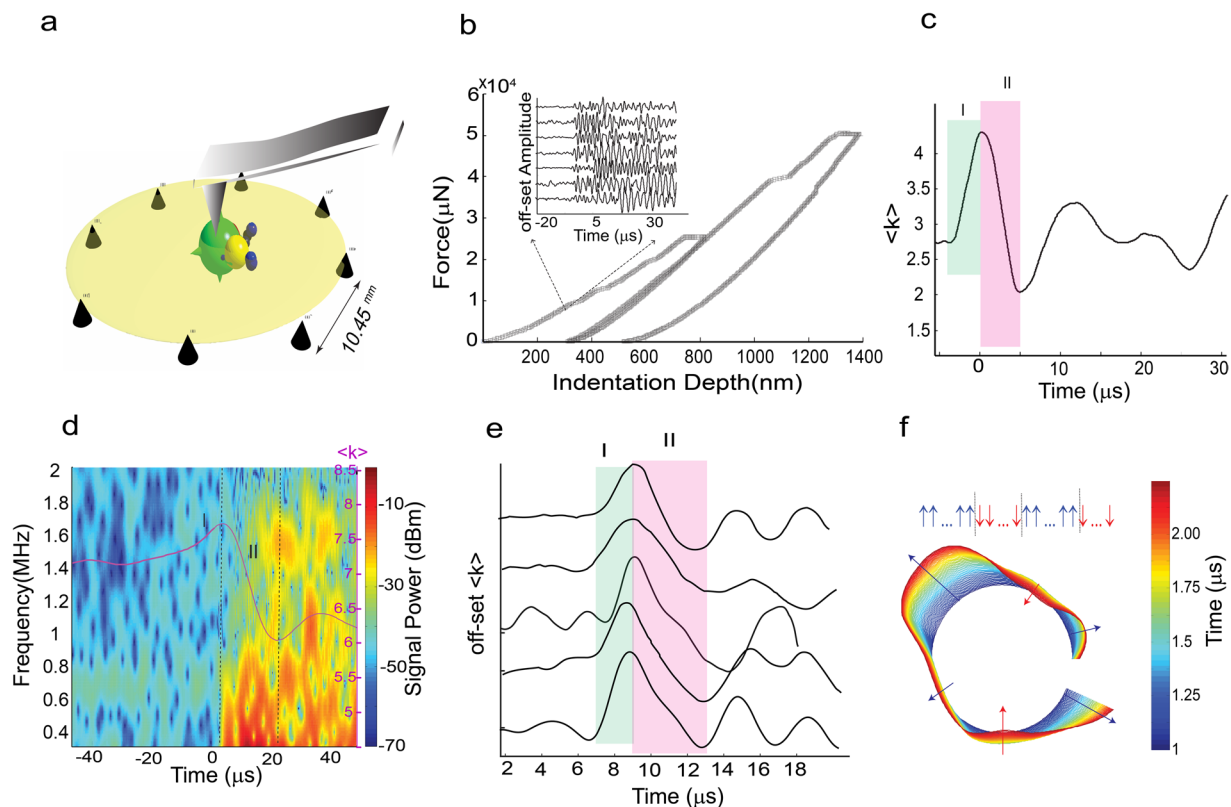 a
10.45 mm
b
×10⁴
Force(μN)
6
5
4
3
2
1
0
200 400 600 800 1000 1200 1400
Indentation Depth(nm)
off-set Amplitude
-20 5 30
Time (μs)
c
I II
<k>
4
3.5
3
2.5
2
1.5
0 10 20 30
Time (μs)
d
<k>
Frequency(MHz)
2
1.8
1.6
1.4
1.2
1
0.8
0.6
0.4
I
II
8.5
8
7.5
7
6.5
6
5.5
5
-10
-30
-50
-70
Signal Power (dBm)
-40 -20 0 20 40
Time (μs)
e
I II
off-set <k>
2 4 6 8 10 12 14 16 18
Time (μs)
f
... ... ... ...
2.00
1.75
1.5
1.25
1
Time (μs)